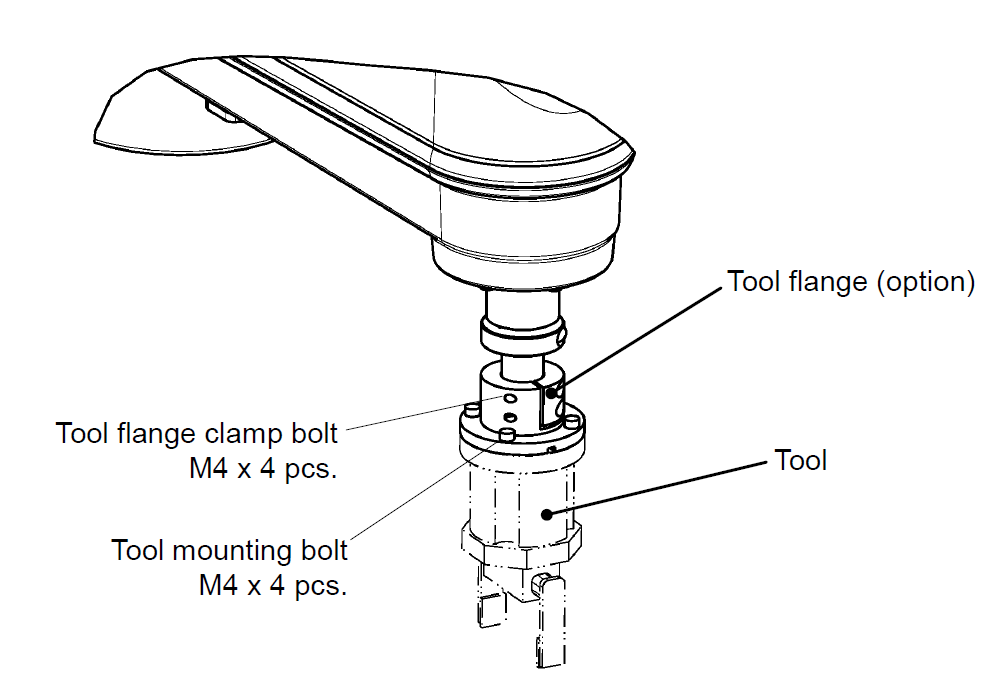 Tool flange (option)
Tool flange clamp bolt
M4 x 4 pcs.
Tool
Tool mounting bolt
M4 x 4 pcs.